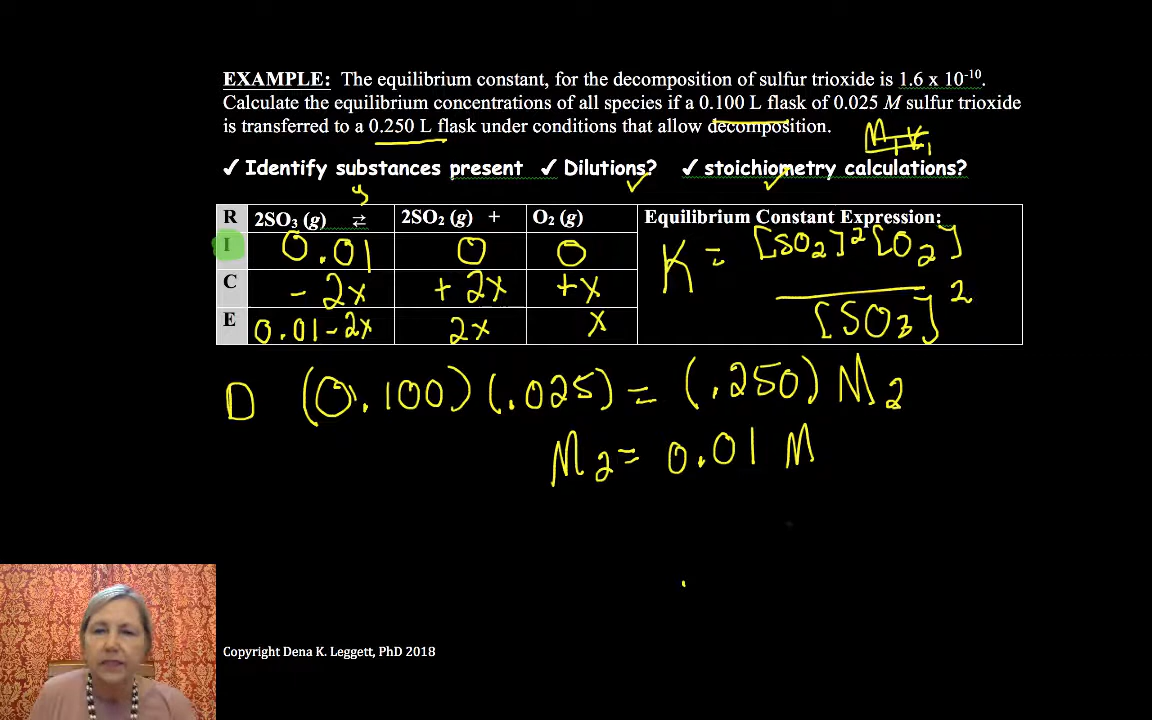 EXAMPLE: The equilibrium constant, for the decomposition of sulfur trioxide is 1.6 x 10⁻¹⁰.
Calculate the equilibrium concentrations of all species if a 0.100 L flask of 0.025 M sulfur trioxide
is transferred to a 0.250 L flask under conditions that allow decomposition.
M₁V₁
✓ Identify substances present ✓ Dilutions? ✓ stoichiometry calculations?
R 2SO₃ (g) ⇄ 2SO₂ (g) + O₂ (g) Equilibrium Constant Expression:
I 0.01 0 0 K = [SO₂]²[O₂]
C - 2x + 2x + x
E 0.01 - 2x 2x x [SO₃]²
D (0.100)(.025) = (.250) M₂
M₂ = 0.01 M
Copyright Dena K. Leggett, PhD 2018